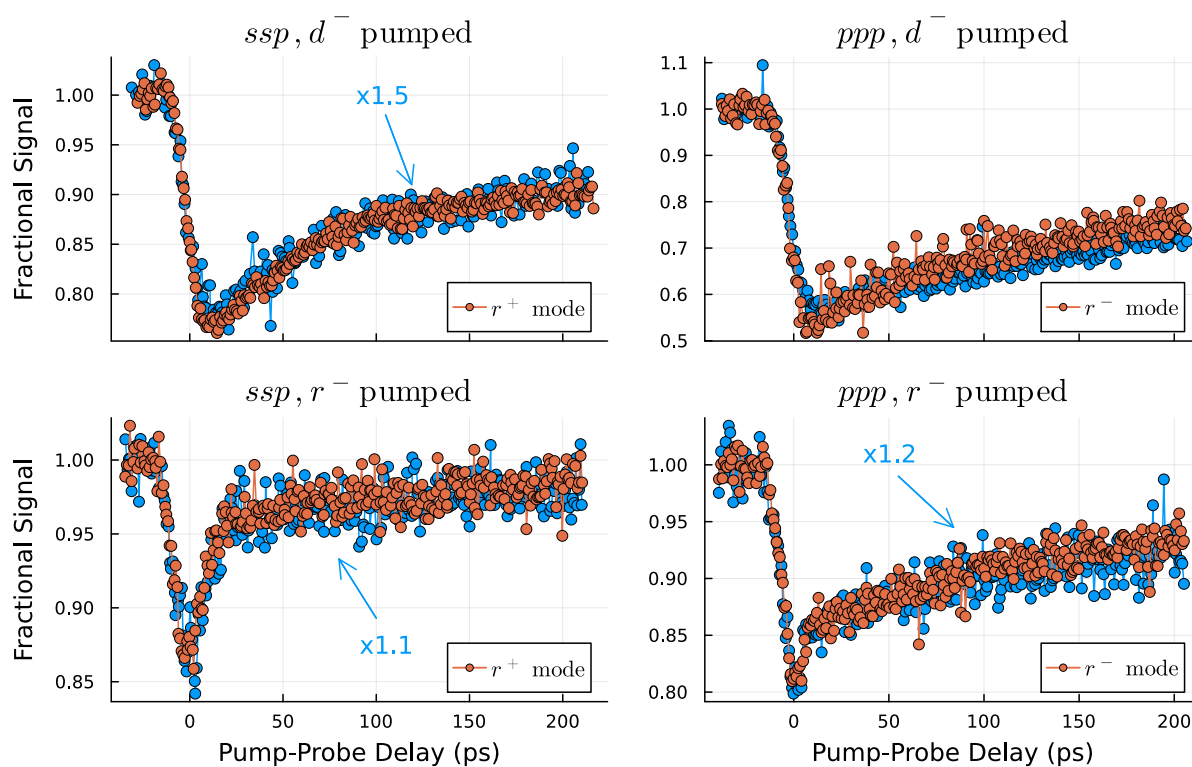 ssp, d⁻ pumped
Fractional Signal
1.00
0.95
0.90
0.85
0.80
x1.5
r⁺ mode
ppp, d⁻ pumped
1.1
1.0
0.9
0.8
0.7
0.6
0.5
r⁻ mode
ssp, r⁻ pumped
Fractional Signal
1.00
0.95
0.90
0.85
x1.1
r⁺ mode
0 50 100 150 200
Pump-Probe Delay (ps)
ppp, r⁻ pumped
1.00
0.95
0.90
0.85
0.80
x1.2
r⁻ mode
0 50 100 150 200
Pump-Probe Delay (ps)